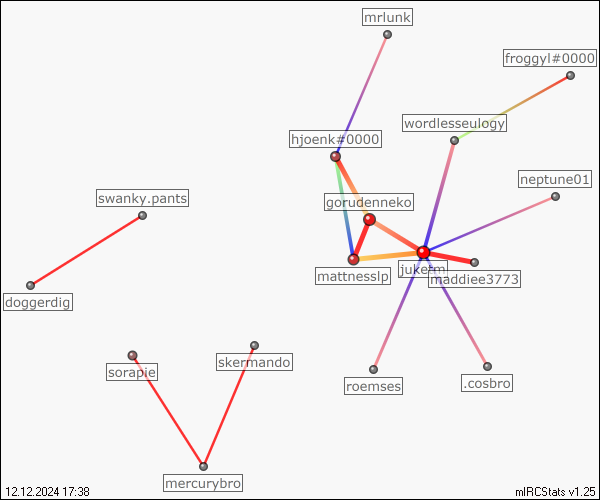 mrlunk
froggyl#0000
wordlesseulogy
hjoenk#0000
neptune01
swanky.pants
gorudenneko
mattnesslp
jukerm
maddiee3773
doggerdig
skermando
sorapie
roemses
.cosbro
mercurybro
12.12.2024 17:38
mIRCStats v1.25